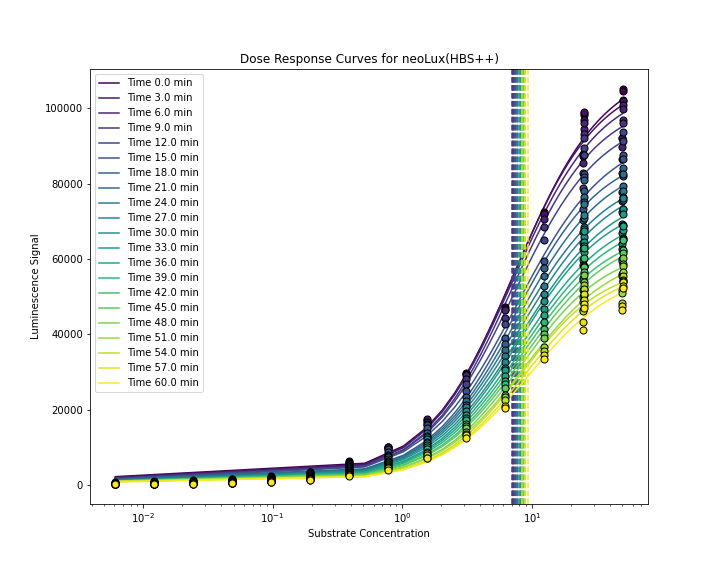 Dose Response Curves for neoLux(HBS++)
Luminescence Signal
100000
80000
60000
40000
20000
0
Time 0.0 min
Time 3.0 min
Time 6.0 min
Time 9.0 min
Time 12.0 min
Time 15.0 min
Time 18.0 min
Time 21.0 min
Time 24.0 min
Time 27.0 min
Time 30.0 min
Time 33.0 min
Time 36.0 min
Time 39.0 min
Time 42.0 min
Time 45.0 min
Time 48.0 min
Time 51.0 min
Time 54.0 min
Time 57.0 min
Time 60.0 min
10⁻² 10⁻¹ 10⁰ 10¹
Substrate Concentration